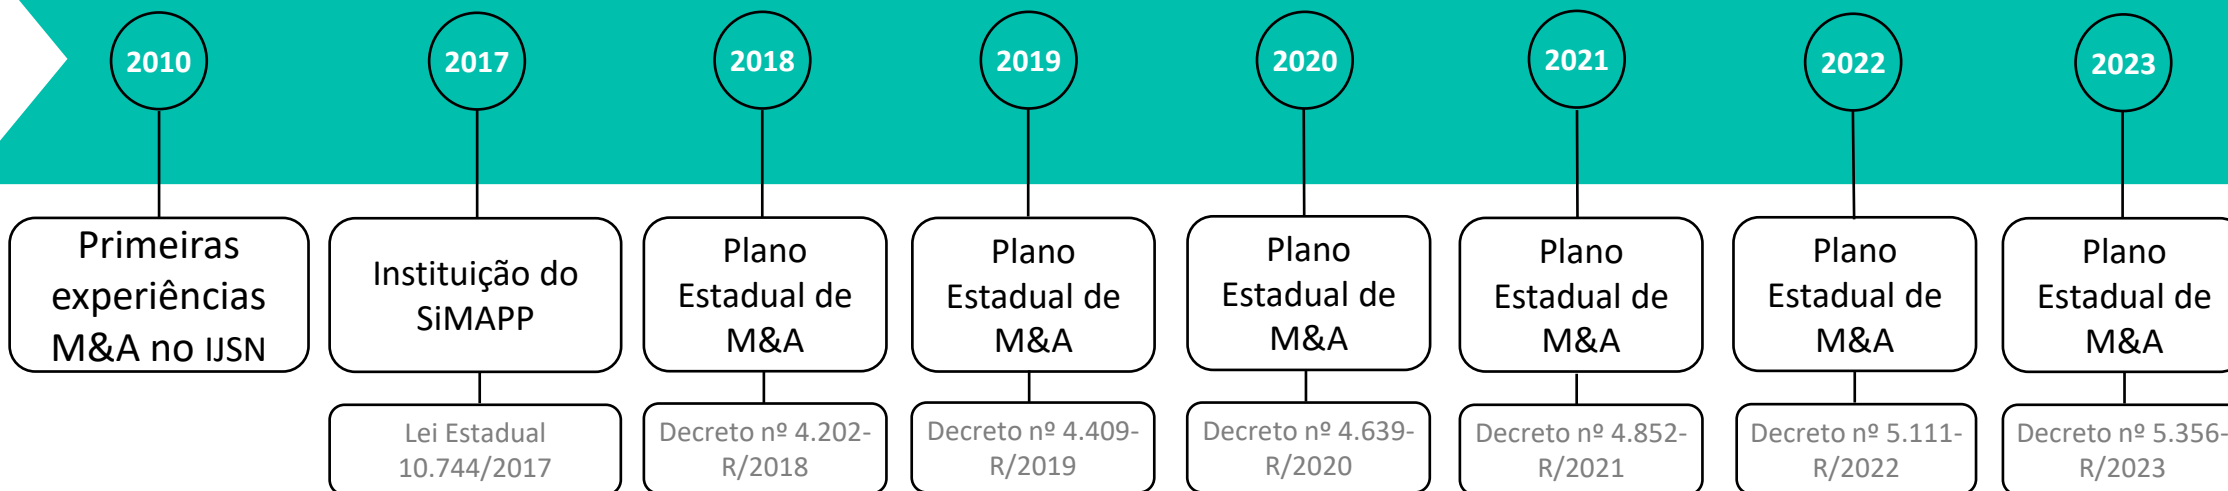 2010
2017
2018
2019
2020
2021
2022
2023
Primeiras
experiências
M&A no IJSN
Instituição do
SiMAPP
Plano
Estadual de
M&A
Plano
Estadual de
M&A
Plano
Estadual de
M&A
Plano
Estadual de
M&A
Plano
Estadual de
M&A
Plano
Estadual de
M&A
Lei Estadual
10.744/2017
Decreto nº 4.202-
R/2018
Decreto nº 4.409-
R/2019
Decreto nº 4.639-
R/2020
Decreto nº 4.852-
R/2021
Decreto nº 5.111-
R/2022
Decreto nº 5.356-
R/2023